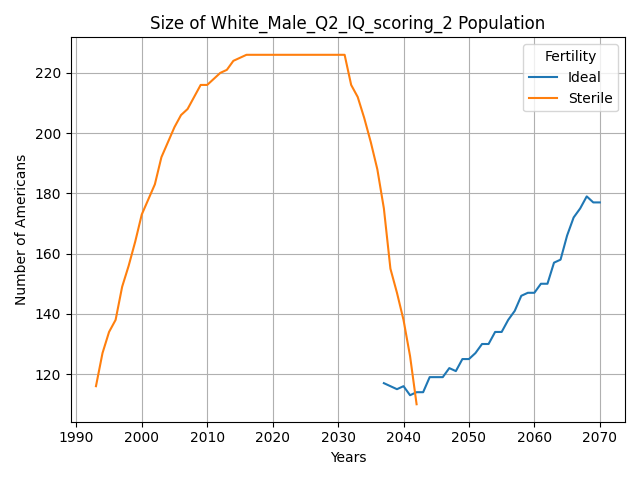 Size of White_Male_Q2_IQ_scoring_2 Population
Fertility
Ideal
Sterile
Number of Americans
220
200
180
160
140
120
1990
2000
2010
2020
2030
2040
2050
2060
2070
Years